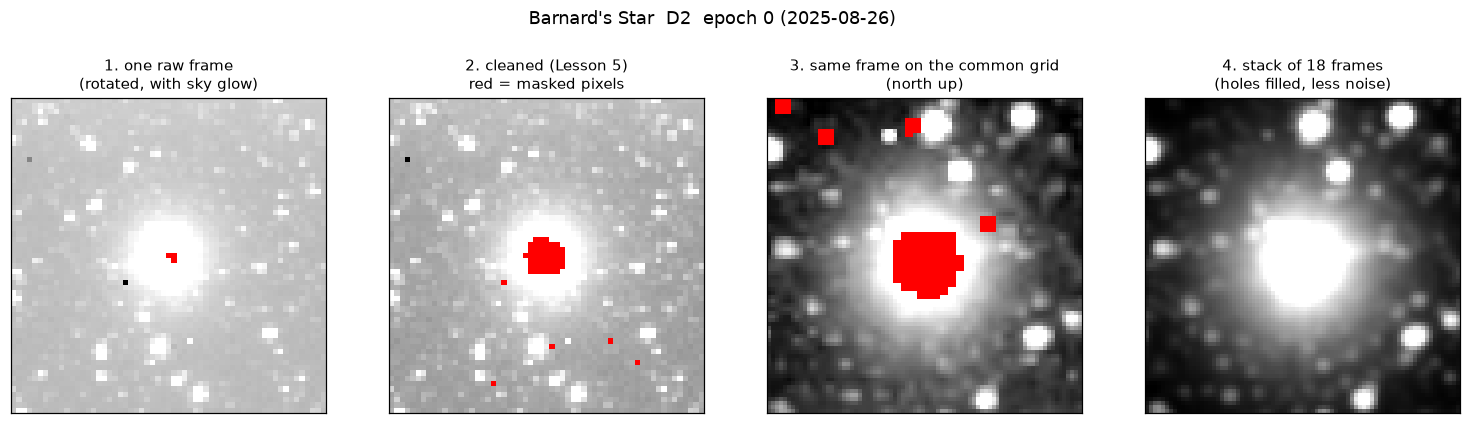 Barnard's Star  D2  epoch 0 (2025-08-26)
1. one raw frame
(rotated, with sky glow)
2. cleaned (Lesson 5)
red = masked pixels
3. same frame on the common grid
(north up)
4. stack of 18 frames
(holes filled, less noise)